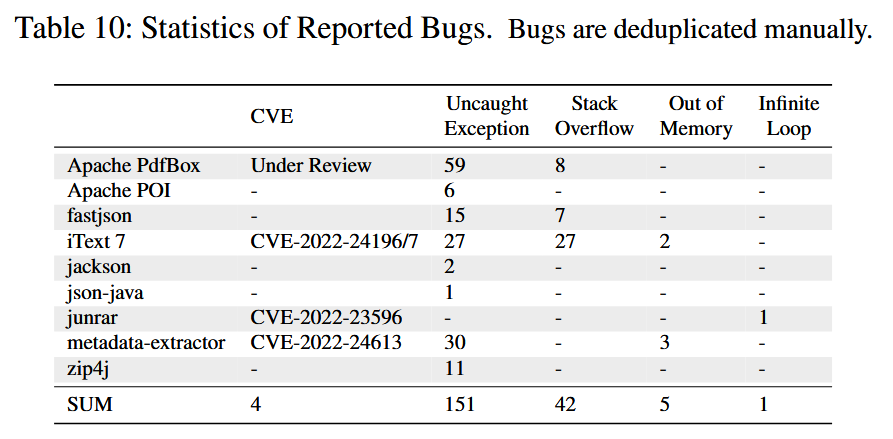 Table 10: Statistics of Reported Bugs. Bugs are deduplicated manually.
CVE Uncaught Exception Stack Overflow Out of Memory Infinite Loop
Apache PdfBox Under Review 59 8 - -
Apache POI - 6 - - -
fastjson - 15 7 - -
iText 7 CVE-2022-24196/7 27 27 2 -
jackson - 2 - - -
json-java - 1 - - -
junrar CVE-2022-23596 - - - 1
metadata-extractor CVE-2022-24613 30 - 3 -
zip4j - 11 - - -
SUM 4 151 42 5 1